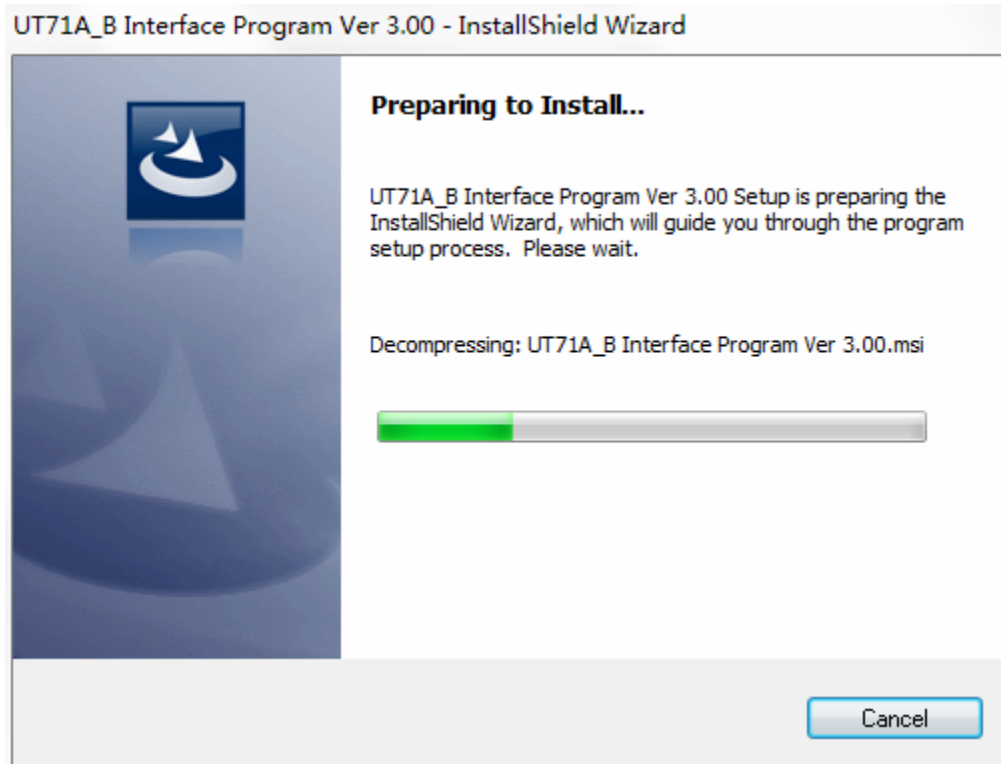 UT71A_B Interface Program Ver 3.00 - InstallShield Wizard
Preparing to Install...
UT71A_B Interface Program Ver 3.00 Setup is preparing the
InstallShield Wizard, which will guide you through the program
setup process. Please wait.
Decompressing: UT71A_B Interface Program Ver 3.00.msi
Cancel